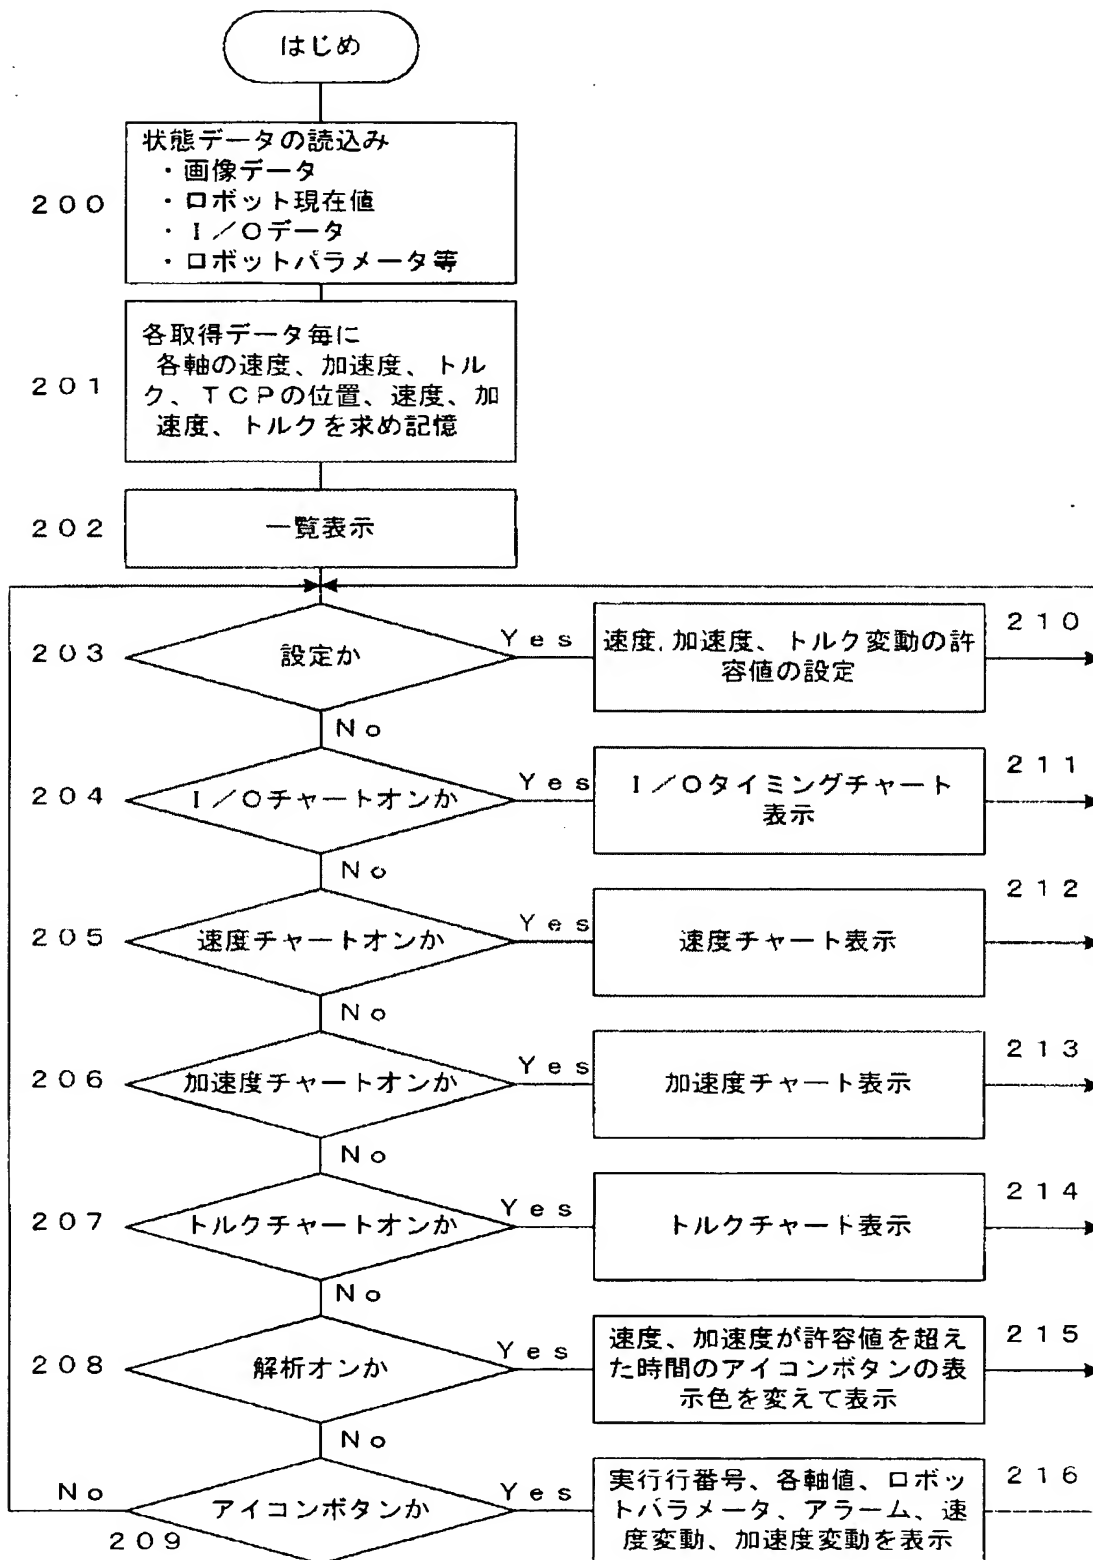 はじめ
200
状態データの読込み
・画像データ
・ロボット現在値
・I/Oデータ
・ロボットパラメータ等
201
各取得データ毎に
各軸の速度、加速度、トル
ク、TCPの位置、速度、加
速度、トルクを求め記憶
202
一覧表示
203
設定か
Yes
速度,加速度、トルク変動の許
容値の設定
210
No
204
I/Oチャートオンか
Yes
I/Oタイミングチャート
表示
211
No
205
速度チャートオンか
Yes
速度チャート表示
212
No
206
加速度チャートオンか
Yes
加速度チャート表示
213
No
207
トルクチャートオンか
Yes
トルクチャート表示
214
No
208
解析オンか
Yes
速度、加速度が許容値を超え
た時間のアイコンボタンの表
示色を変えて表示
215
No
No
209
アイコンボタンか
Yes
実行行番号、各軸値、ロボッ
トパラメータ、アラーム、速
度変動、加速度変動を表示
216